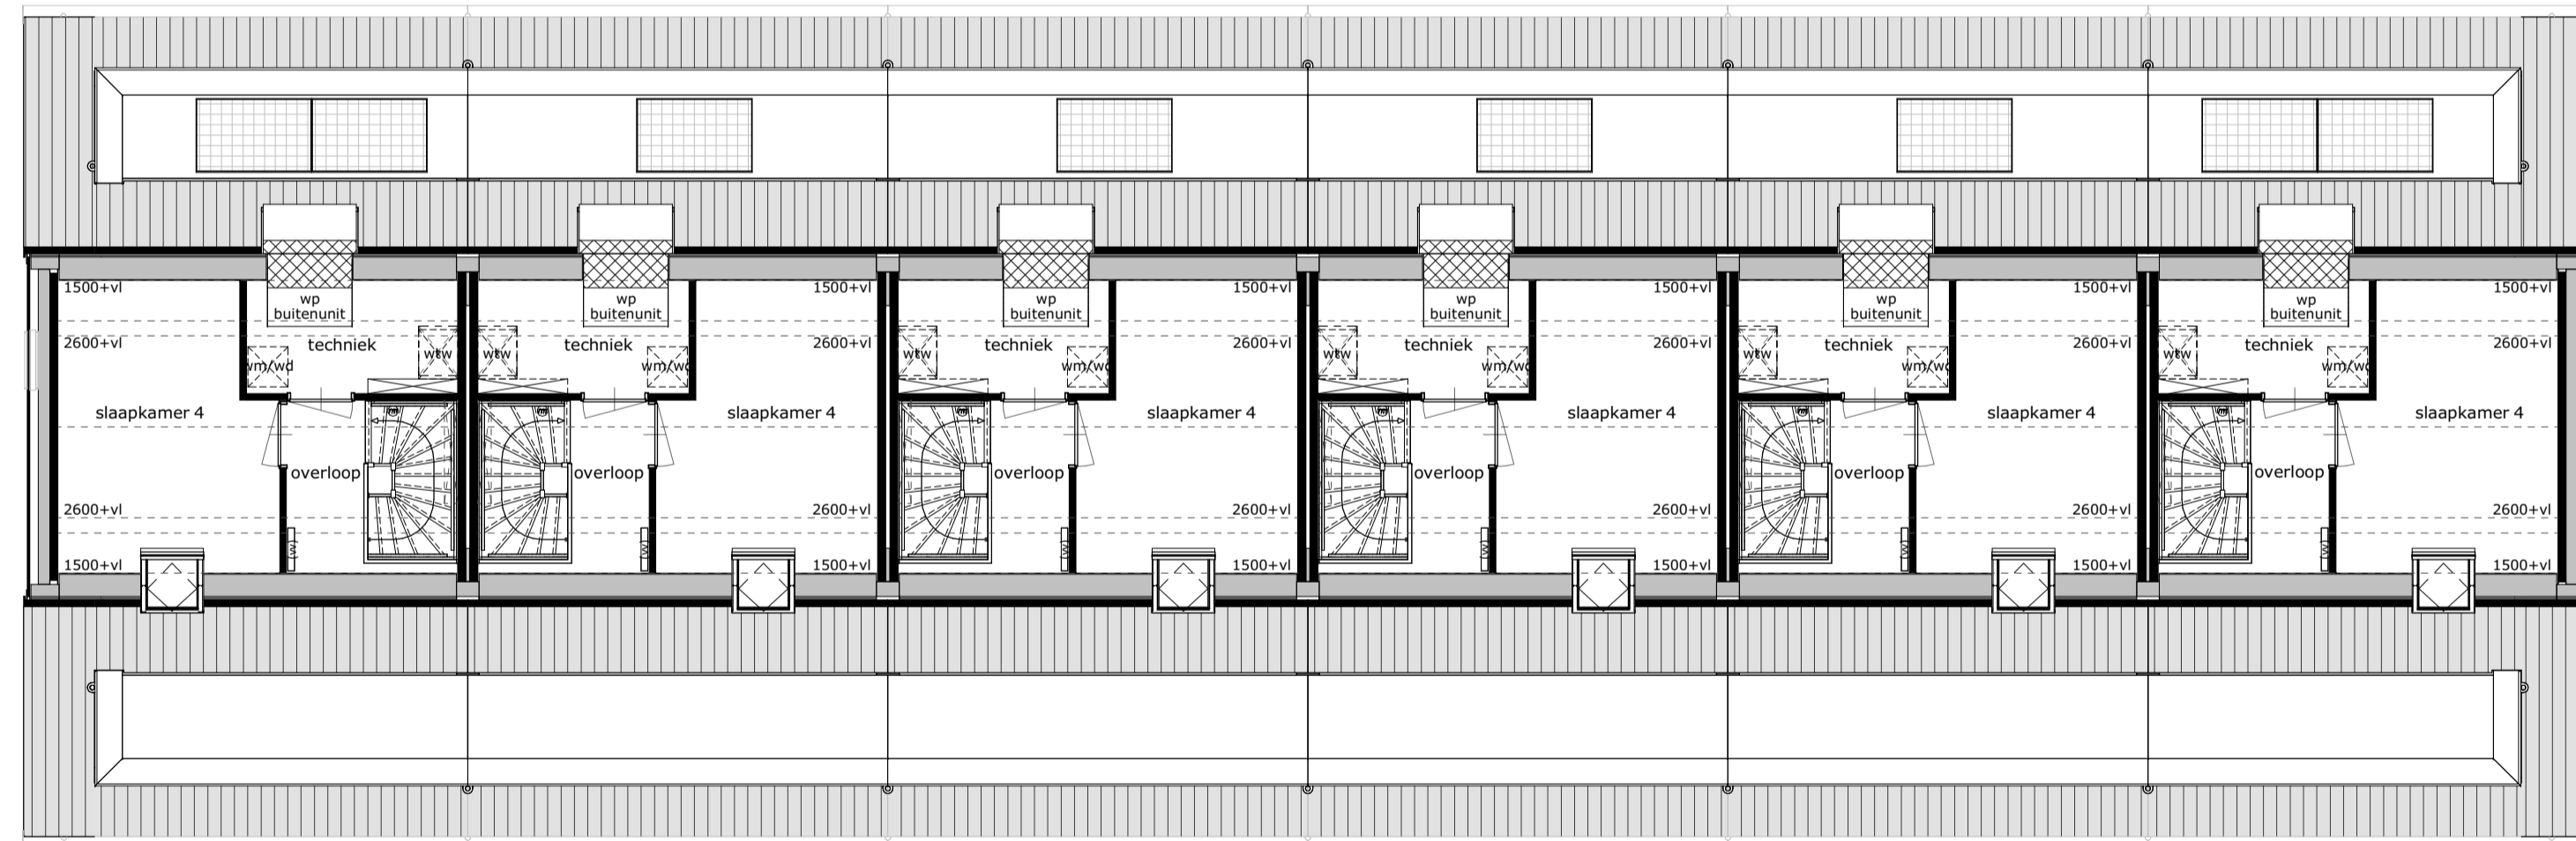 1500+vl
wp
buitenunit
wp
buitenunit
1500+vl
wp
buitenunit
1500+vl
wp
buitenunit
1500+vl
wp
buitenunit
1500+vl
wp
buitenunit
1500+vl
2600+vl
techniek
techniek
2600+vl
techniek
2600+vl
techniek
2600+vl
techniek
2600+vl
techniek
2600+vl
wm/wd
wtw
wtw
wm/wd
wtw
wm/wd
wtw
wm/wd
wtw
wm/wd
wtw
wm/wd
slaapkamer 4
slaapkamer 4
slaapkamer 4
slaapkamer 4
slaapkamer 4
slaapkamer 4
overloop
overloop
overloop
overloop
overloop
overloop
2600+vl
2600+vl
2600+vl
2600+vl
2600+vl
2600+vl
(w)
(w)
(w)
(w)
(w)
(w)
1500+vl
1500+vl
1500+vl
1500+vl
1500+vl
1500+vl